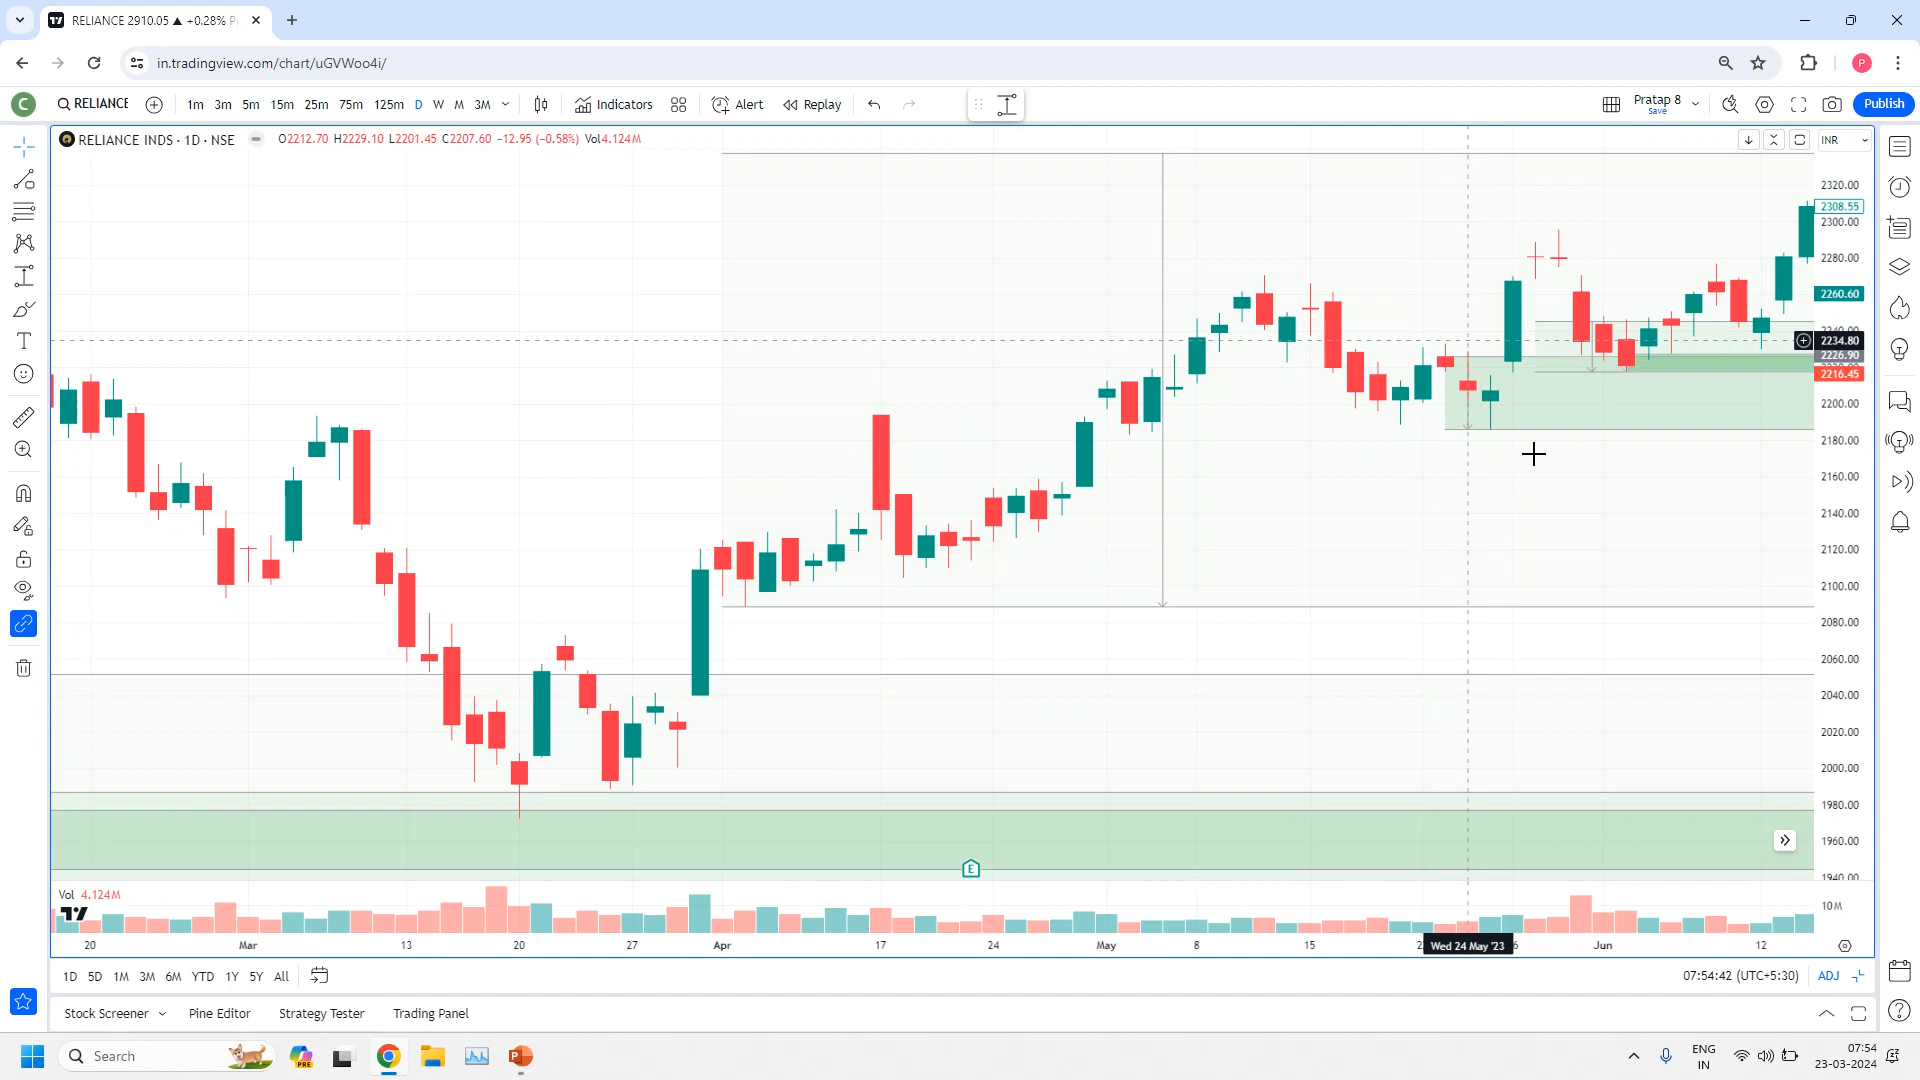 RELIANCE 2910.05 ▲ +0.28% P
in.tradingview.com/chart/uGVWoo4i/
P
C RELIANCE 1m 3m 5m 15m 25m 75m 125m D W M 3M Indicators Alert Replay Pratap 8 Save Publish
RELIANCE INDS · 1D · NSE O2212.70 H2229.10 L2201.45 C2207.60 −12.95 (−0.58%) Vol4.124M INR
2320.00
2308.55
2300.00
2280.00
2260.60
2234.80
2226.90
2216.45
2200.00
2180.00
2160.00
2140.00
2120.00
2100.00
2080.00
2060.00
2040.00
2020.00
2000.00
1980.00
1960.00
1940.00
E
Vol 4.124M
10M
20 Mar 13 20 27 Apr 17 24 May 8 15 Wed 24 May '23 Jun 12
1D 5D 1M 3M 6M YTD 1Y 5Y All 07:54:42 (UTC+5:30) ADJ
Stock Screener Pine Editor Strategy Tester Trading Panel
Search PRE ENG IN 07:54 23-03-2024